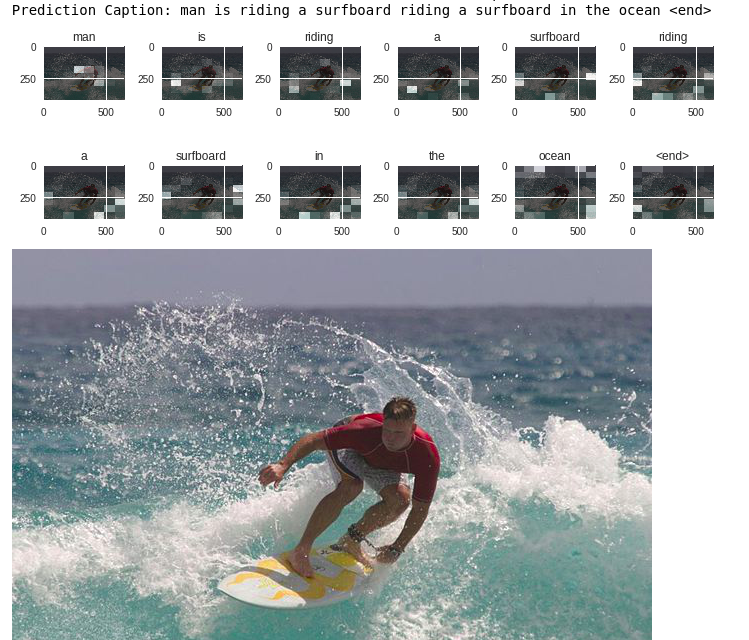 Prediction Caption: man is riding a surfboard riding a surfboard in the ocean <end>
man is riding a surfboard riding
0 0 0 0 0 0
250 250 250 250 250 250
0 500 0 500 0 500 0 500 0 500 0 500
a surfboard in the ocean <end>
0 0 0 0 0 0
250 250 250 250 250 250
0 500 0 500 0 500 0 500 0 500 0 500